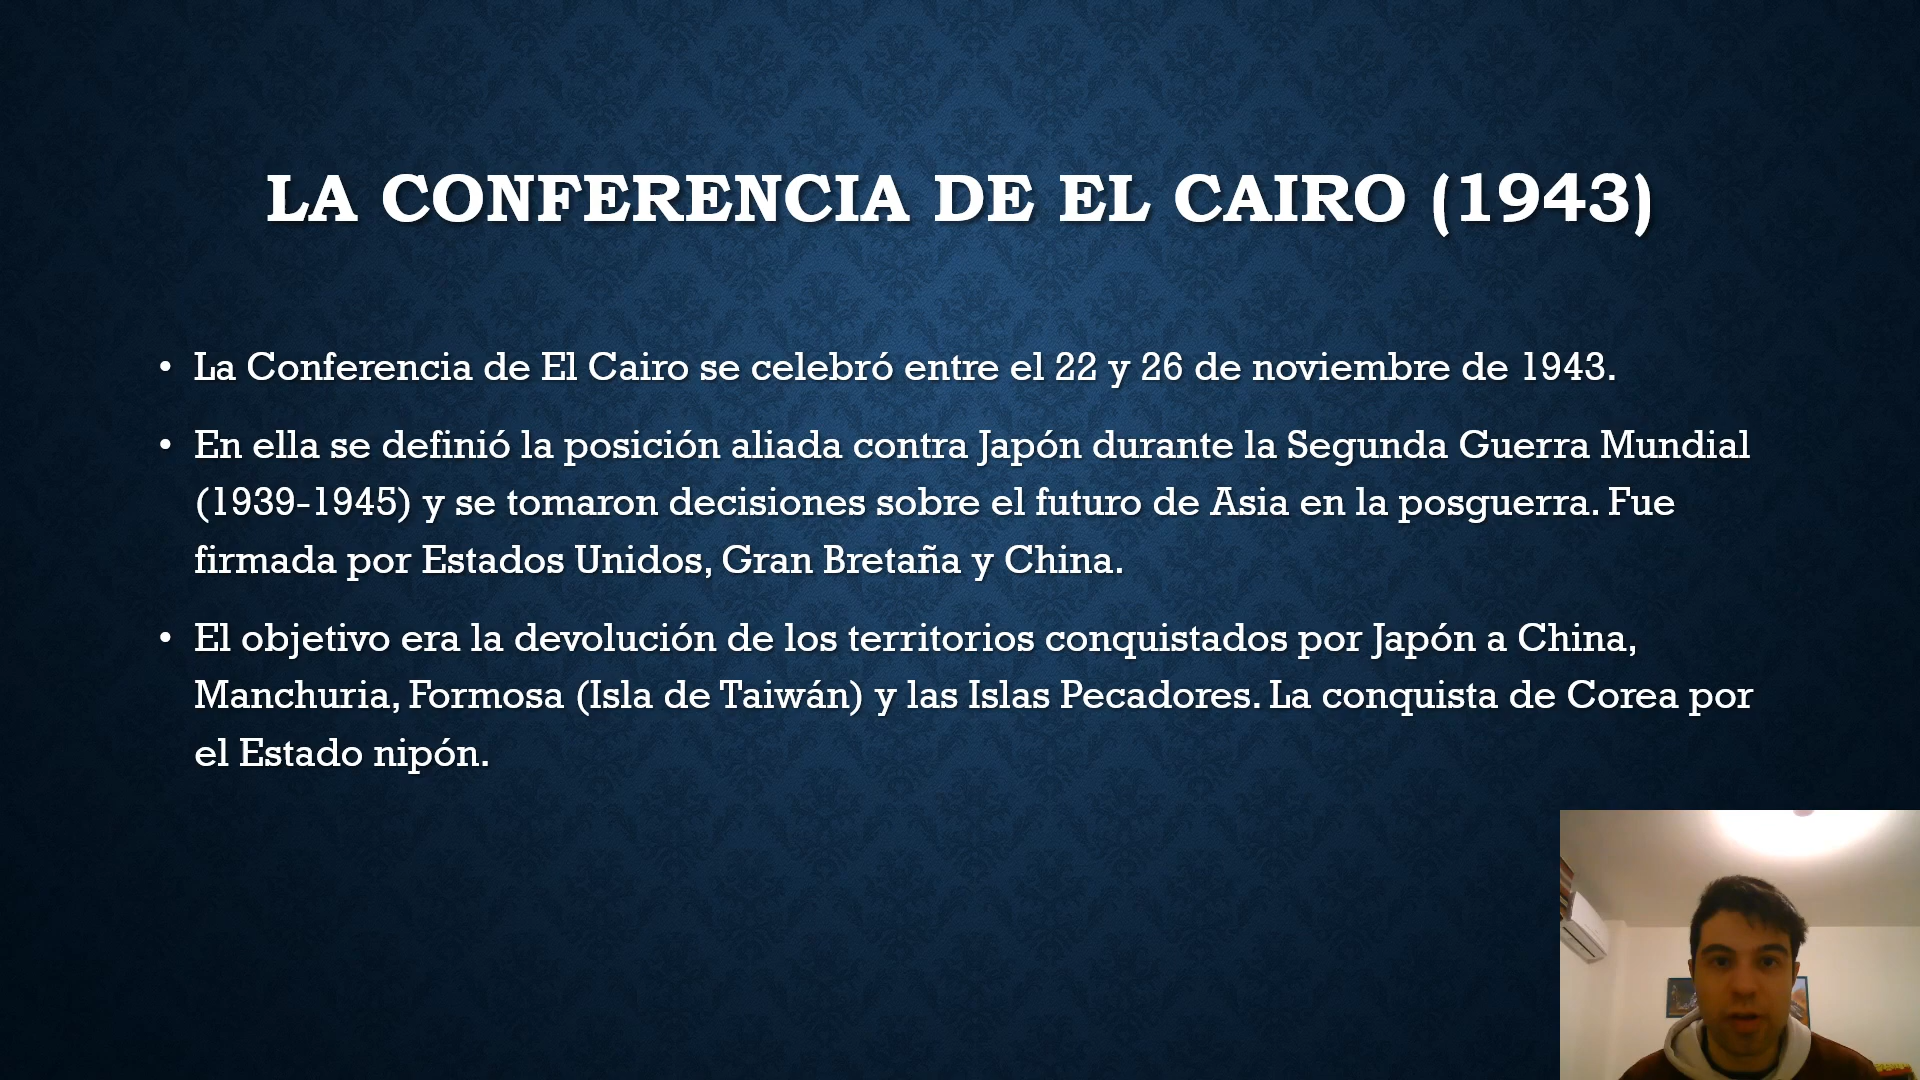 LA CONFERENCIA DE EL CAIRO (1943)
• La Conferencia de El Cairo se celebró entre el 22 y 26 de noviembre de 1943.
• En ella se definió la posición aliada contra Japón durante la Segunda Guerra Mundial
(1939-1945) y se tomaron decisiones sobre el futuro de Asia en la posguerra. Fue
firmada por Estados Unidos, Gran Bretaña y China.
• El objetivo era la devolución de los territorios conquistados por Japón a China,
Manchuria, Formosa (Isla de Taiwán) y las Islas Pecadores. La conquista de Corea por
el Estado nipón.